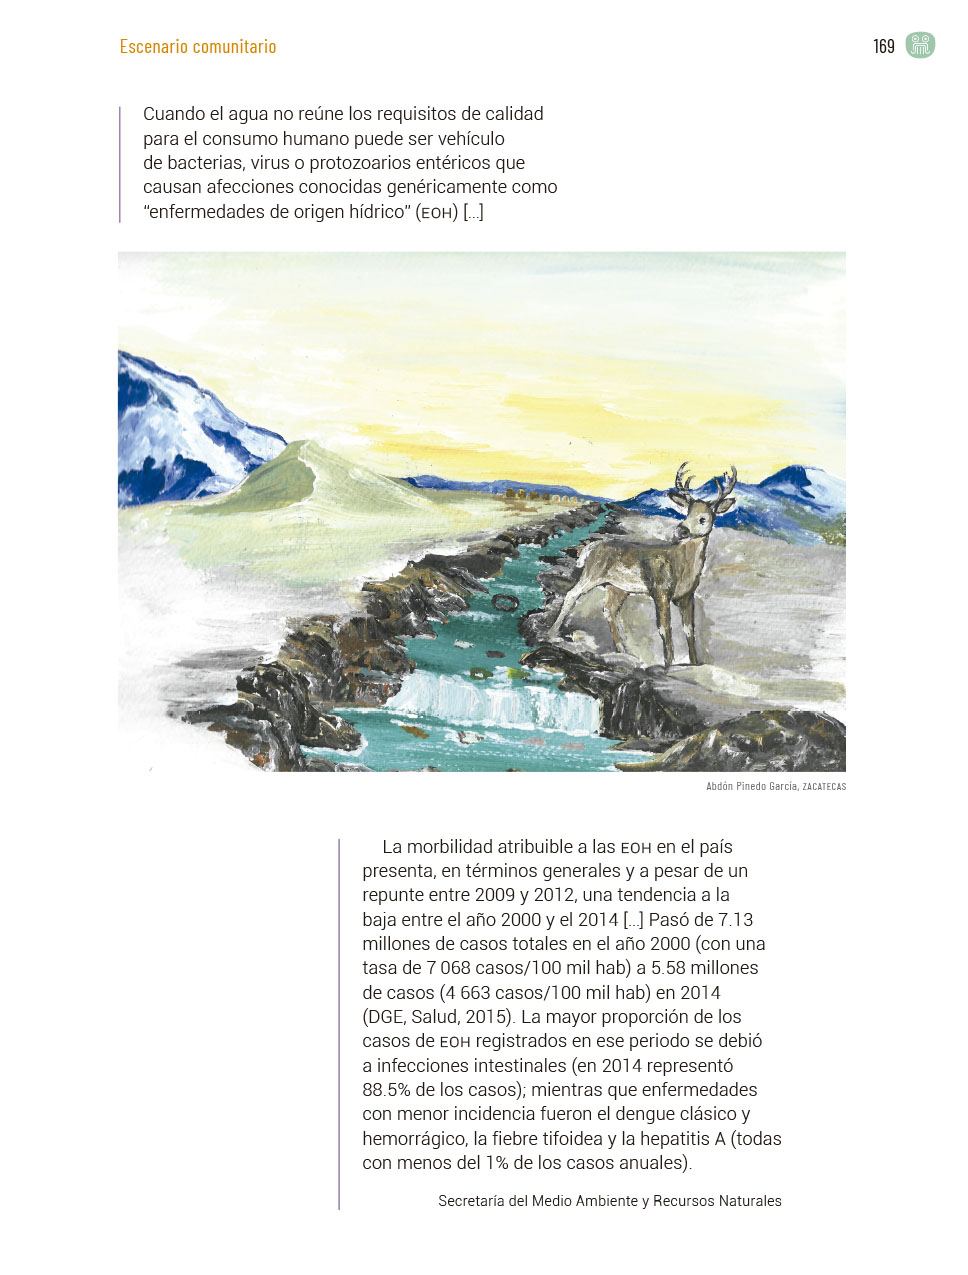 Escenario comunitario
169
Cuando el agua no reúne los requisitos de calidad
para el consumo humano puede ser vehículo
de bacterias, virus o protozoarios entéricos que
causan afecciones conocidas genéricamente como
“enfermedades de origen hídrico” (EOH) [...]
Abdón Pinedo García, ZACATECAS
La morbilidad atribuible a las EOH en el país
presenta, en términos generales y a pesar de un
repunte entre 2009 y 2012, una tendencia a la
baja entre el año 2000 y el 2014 [...] Pasó de 7.13
millones de casos totales en el año 2000 (con una
tasa de 7 068 casos/100 mil hab) a 5.58 millones
de casos (4 663 casos/100 mil hab) en 2014
(DGE, Salud, 2015). La mayor proporción de los
casos de EOH registrados en ese periodo se debió
a infecciones intestinales (en 2014 representó
88.5% de los casos); mientras que enfermedades
con menor incidencia fueron el dengue clásico y
hemorrágico, la fiebre tifoidea y la hepatitis A (todas
con menos del 1% de los casos anuales).
Secretaría del Medio Ambiente y Recursos Naturales